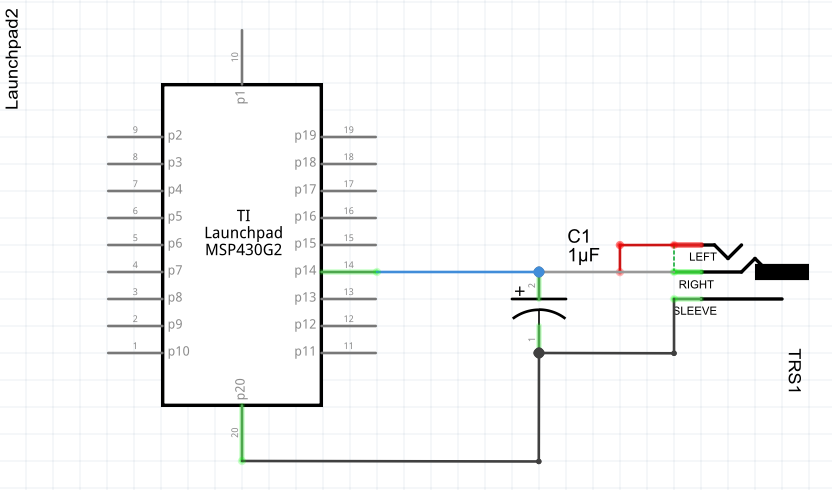 Launchpad2
10
p1
9
p2
p19
19
8
p3
p18
18
7
p4
p17
17
6
p5
p16
16
5
p6
p15
15
4
p7
p14
14
3
p8
p13
13
2
p9
p12
12
1
p10
p11
11
TI
Launchpad
MSP430G2
p20
20
C1
1μF
+
2
1
LEFT
RIGHT
SLEEVE
TRS1